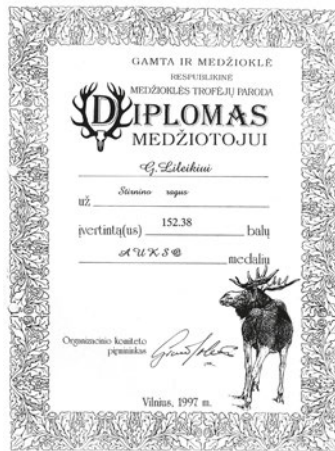 GAMTA IR MEDŽIOKLĖ
RESPUBLIKINĖ
MEDŽIOKLĖS TROFĖJŲ PARODA
DIPLOMAS
MEDŽIOTOJUI
G. Lileikiui
už Stirnino ragus
įvertintą(us) 152.38 balų
AUKSO medaliu
Organizacinio komiteto
pirmininkas
Vilnius, 1997 m.